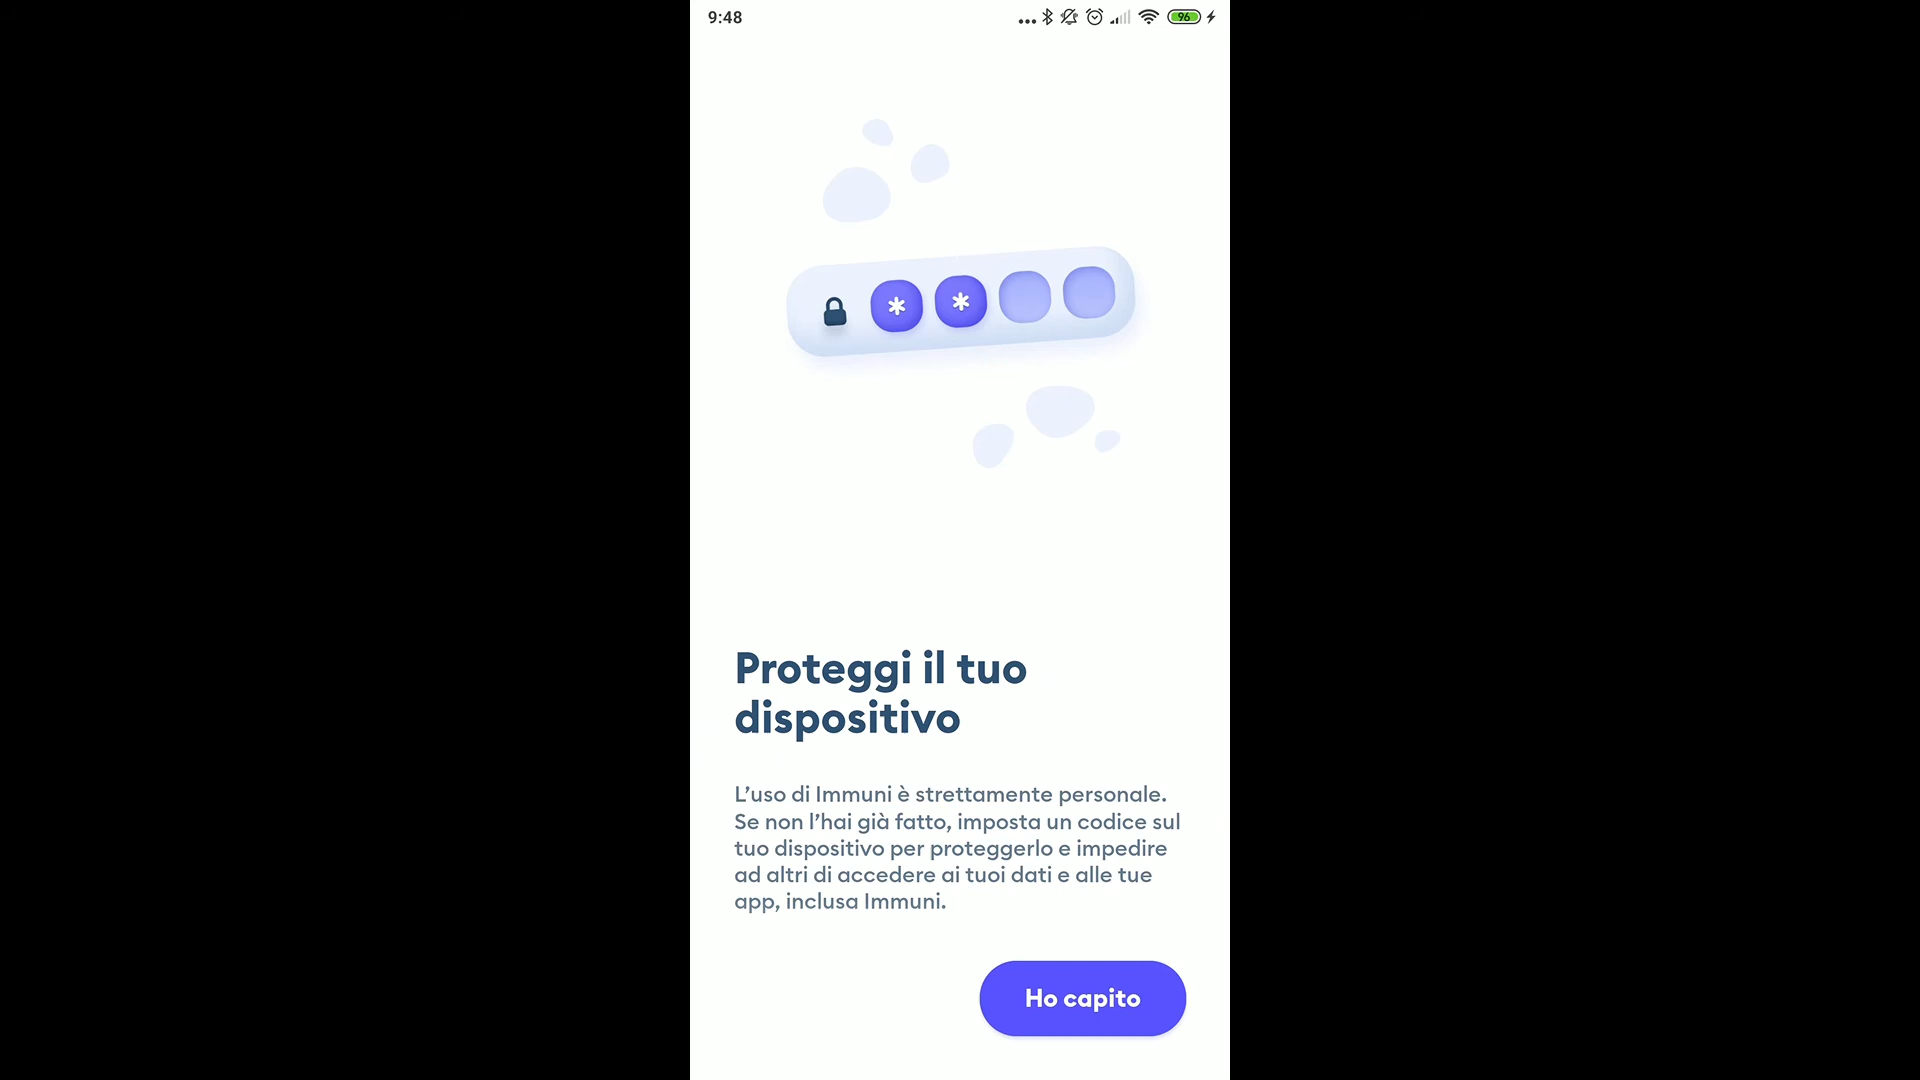 9:48
96
Proteggi il tuo
dispositivo
L’uso di Immuni è strettamente personale.
Se non l’hai già fatto, imposta un codice sul
tuo dispositivo per proteggerlo e impedire
ad altri di accedere ai tuoi dati e alle tue
app, inclusa Immuni.
Ho capito